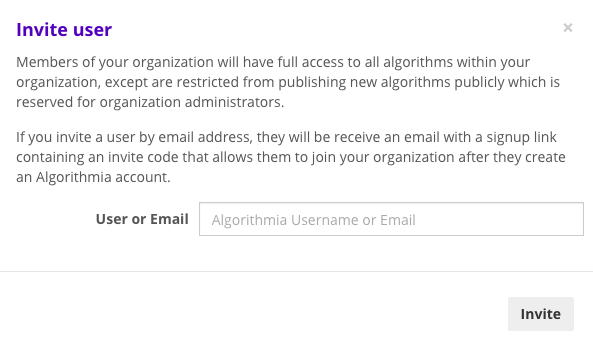 Invite user
×
Members of your organization will have full access to all algorithms within your
organization, except are restricted from publishing new algorithms publicly which is
reserved for organization administrators.
If you invite a user by email address, they will be receive an email with a signup link
containing an invite code that allows them to join your organization after they create
an Algorithmia account.
User or Email Algorithmia Username or Email
Invite